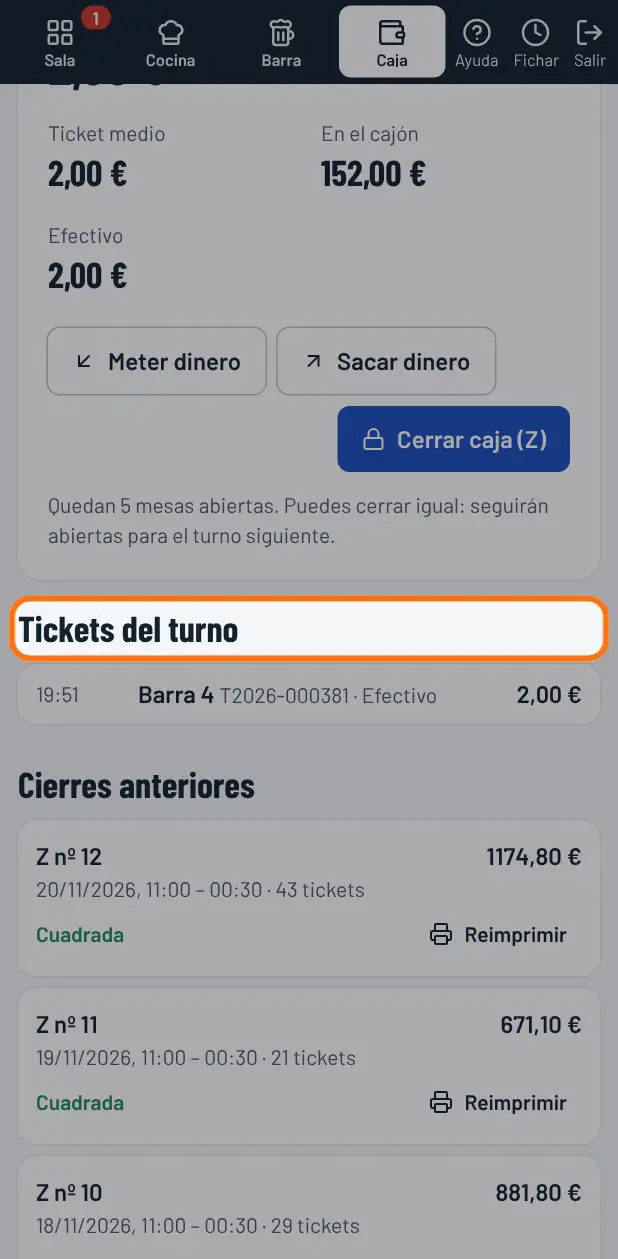 1
Sala
Cocina
Barra
Caja
Ayuda
Fichar
Salir
Ticket medio
En el cajón
2,00 €
152,00 €
Efectivo
2,00 €
Meter dinero
Sacar dinero
Cerrar caja (Z)
Quedan 5 mesas abiertas. Puedes cerrar igual: seguirán
abiertas para el turno siguiente.
Tickets del turno
19:51 Barra 4 T2026-000381 · Efectivo 2,00 €
Cierres anteriores
Z nº 12 1174,80 €
20/11/2026, 11:00 – 00:30 · 43 tickets
Cuadrada Reimprimir
Z nº 11 671,10 €
19/11/2026, 11:00 – 00:30 · 21 tickets
Cuadrada Reimprimir
Z nº 10 881,80 €
18/11/2026, 11:00 – 00:30 · 29 tickets